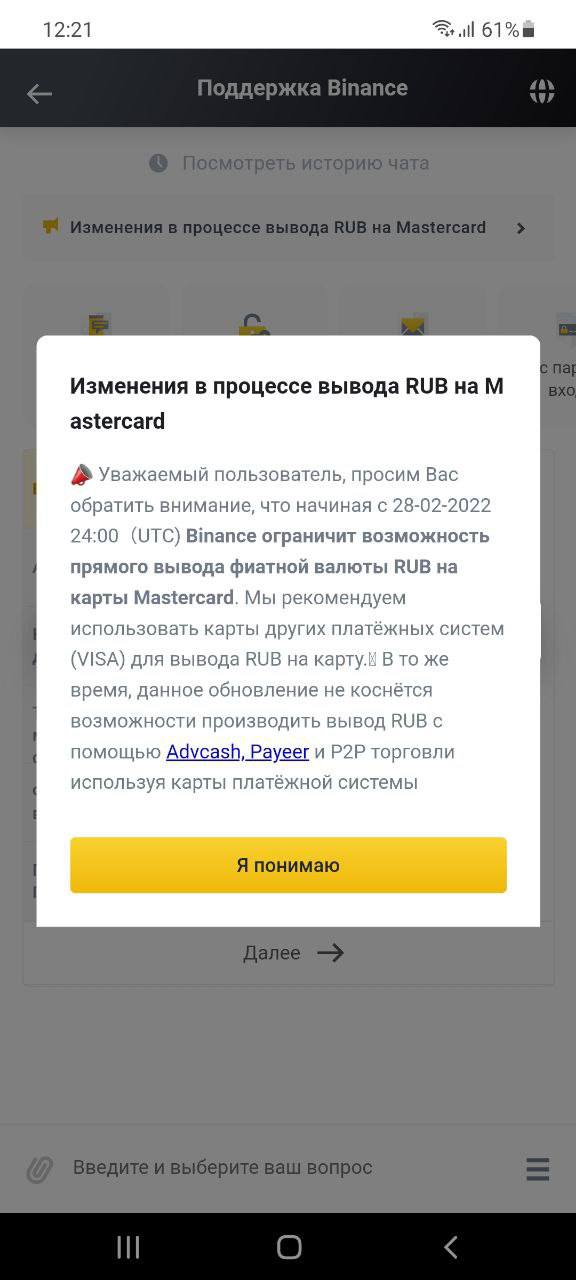 12:21
61%
Поддержка Binance
Посмотреть историю чата
Изменения в процессе вывода RUB на Mastercard
с пар
вхо
Изменения в процессе вывода RUB на M
astercard
📣 Уважаемый пользователь, просим Вас
обратить внимание, что начиная с 28-02-2022
24:00（UTC) Binance ограничит возможность
прямого вывода фиатной валюты RUB на
карты Mastercard. Мы рекомендуем
использовать карты других платёжных систем
(VISA) для вывода RUB на карту. В то же
время, данное обновление не коснётся
возможности производить вывод RUB с
помощью Advcash, Payeer и P2P торговли
используя карты платёжной системы
Я понимаю
Далее
Введите и выберите ваш вопрос